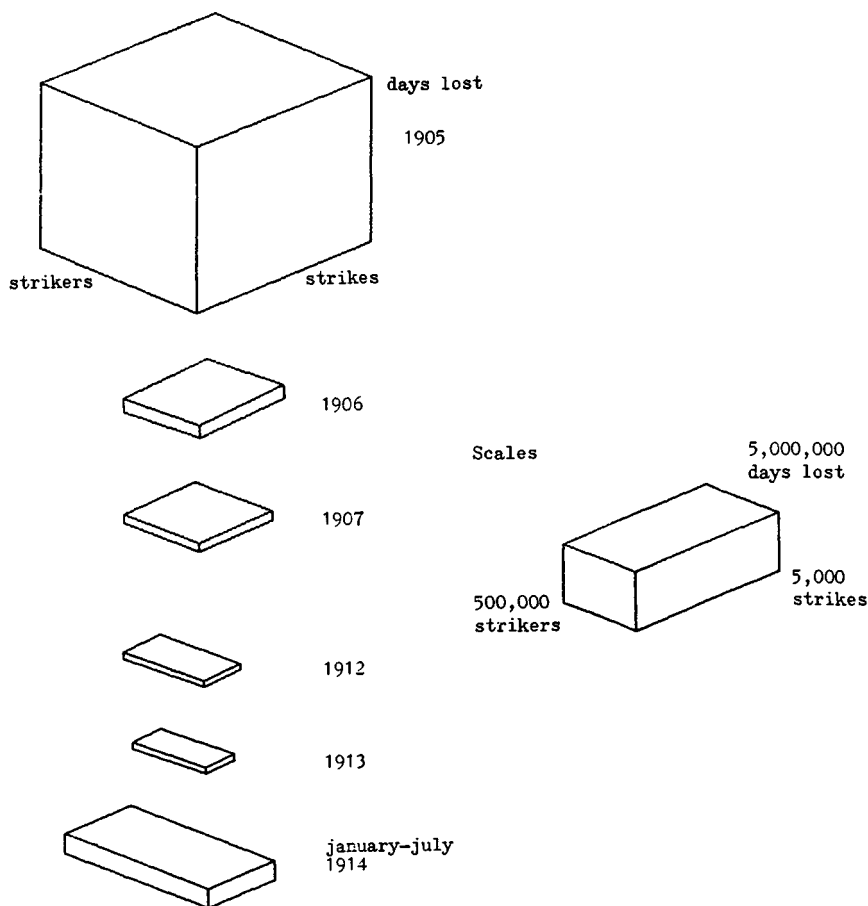 days lost
1905
strikers
strikes
1906
1907
Scales
5,000,000
days lost
500,000
strikers
5,000
strikes
1912
1913
january-july
1914